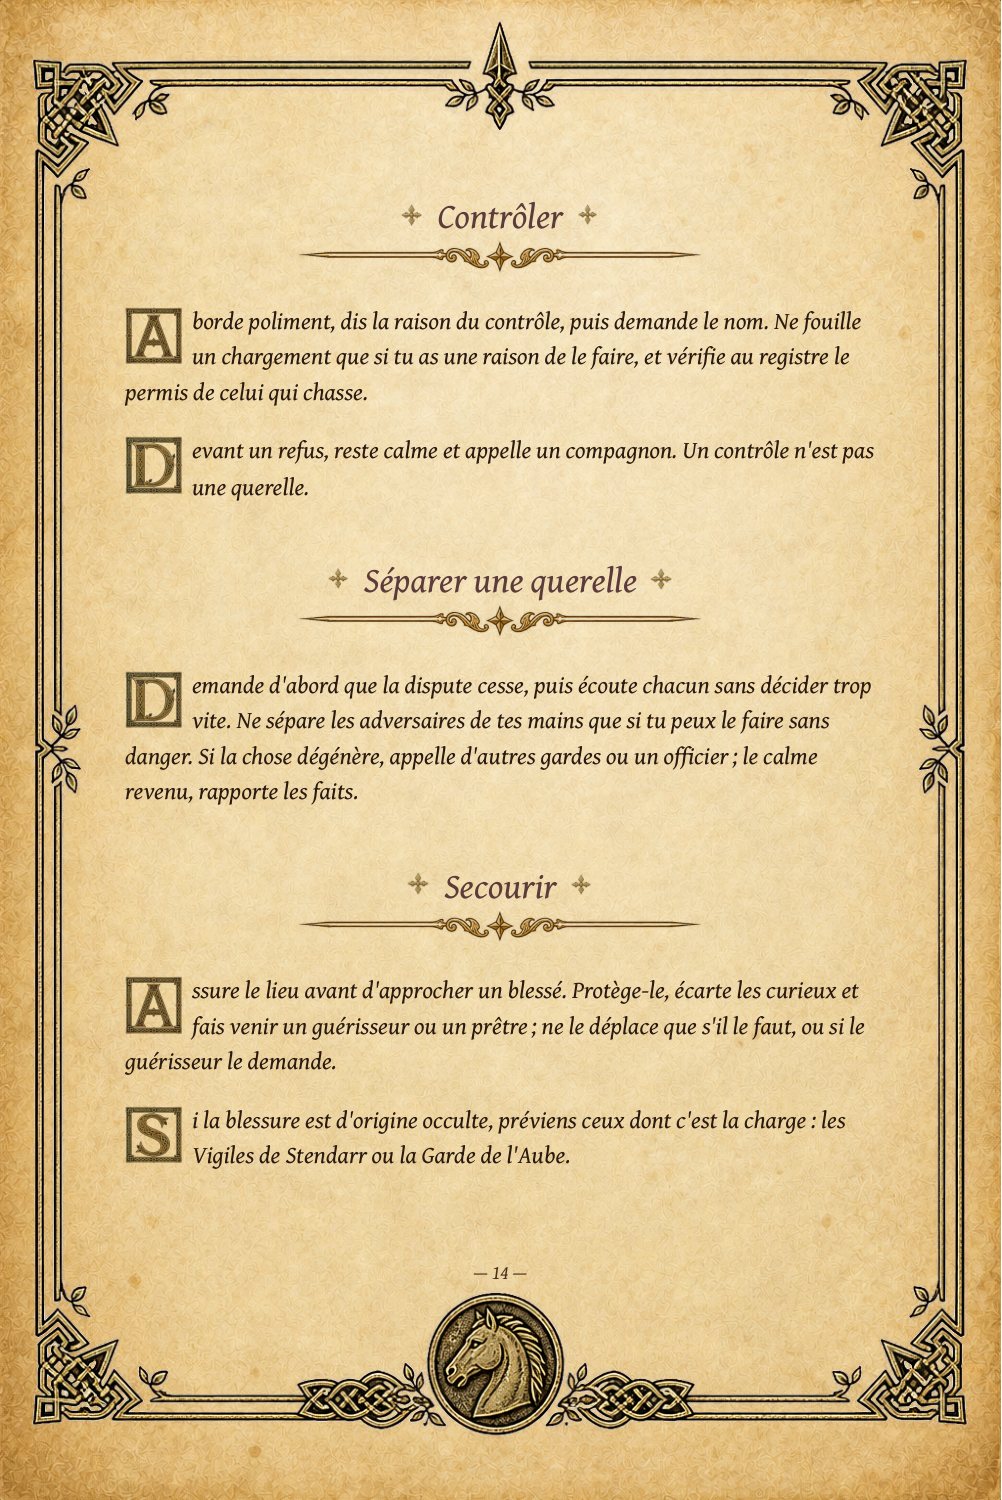 Contrôler
Aborde poliment, dis la raison du contrôle, puis demande le nom. Ne fouille
un chargement que si tu as une raison de le faire, et vérifie au registre le
permis de celui qui chasse.
Devant un refus, reste calme et appelle un compagnon. Un contrôle n'est pas
une querelle.
Séparer une querelle
Demande d'abord que la dispute cesse, puis écoute chacun sans décider trop
vite. Ne sépare les adversaires de tes mains que si tu peux le faire sans
danger. Si la chose dégénère, appelle d'autres gardes ou un officier ; le calme
revenu, rapporte les faits.
Secourir
Assure le lieu avant d'approcher un blessé. Protège-le, écarte les curieux et
fais venir un guérisseur ou un prêtre ; ne le déplace que s'il le faut, ou si le
guérisseur le demande.
Si la blessure est d'origine occulte, préviens ceux dont c'est la charge : les
Vigiles de Stendarr ou la Garde de l'Aube.
— 14 —